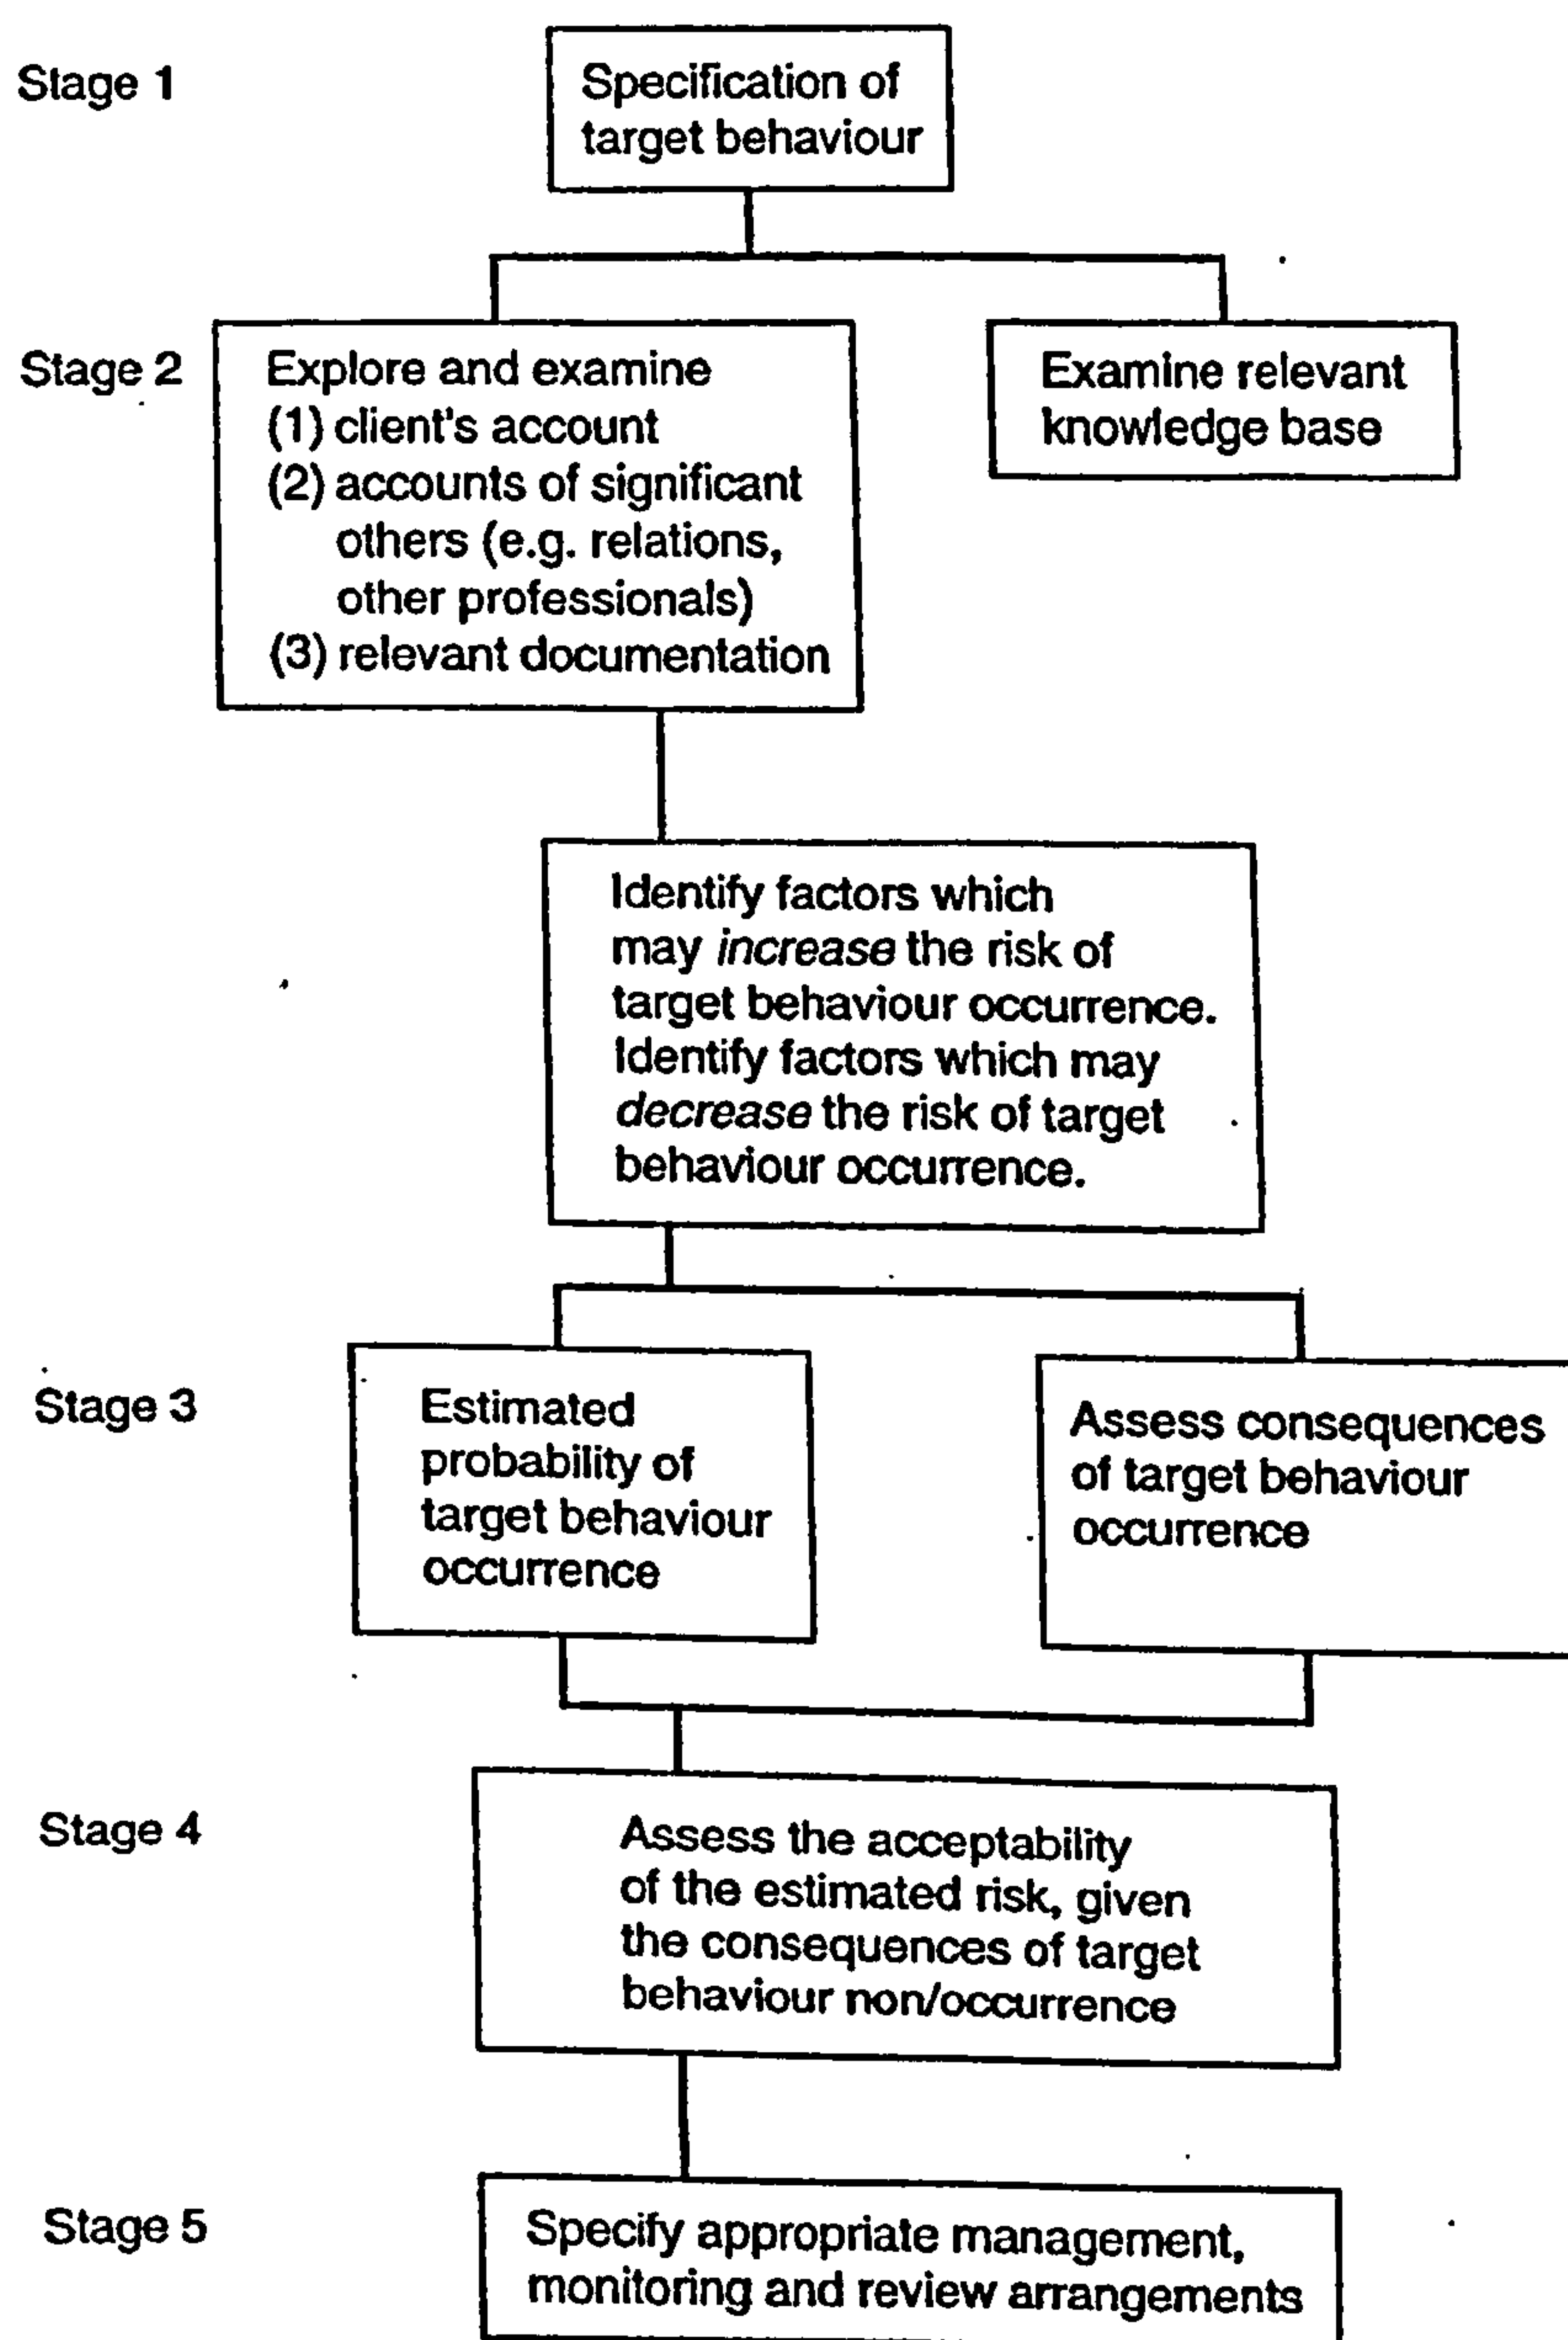 Stage 1
Specification of
target behaviour
Stage 2
Explore and examine
(1) client's account
(2) accounts of significant
others (e.g. relations,
other professionals)
(3) relevant documentation
Examine relevant
knowledge base
Identify factors which
may increase the risk of
target behaviour occurrence.
Identify factors which may
decrease the risk of target
behaviour occurrence.
Stage 3
Estimated
probability of
target behaviour
occurrence
Assess consequences
of target behaviour
occurrence
Stage 4
Assess the acceptability
of the estimated risk, given
the consequences of target
behaviour non/occurrence
Stage 5
Specify appropriate management,
monitoring and review arrangements